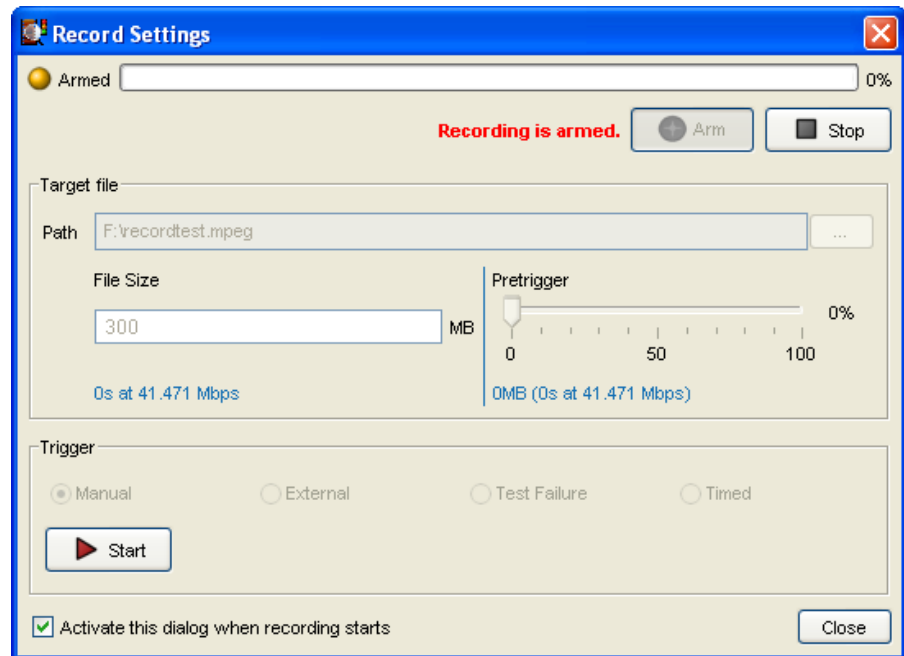 Record Settings
Armed 0%
Recording is armed. Arm Stop
Target file
Path F:\recordtest.mpeg ...
File Size Pretrigger
300 MB 0%
0 50 100
0s at 41.471 Mbps 0MB (0s at 41.471 Mbps)
Trigger
Manual External Test Failure Timed
Start
Activate this dialog when recording starts Close